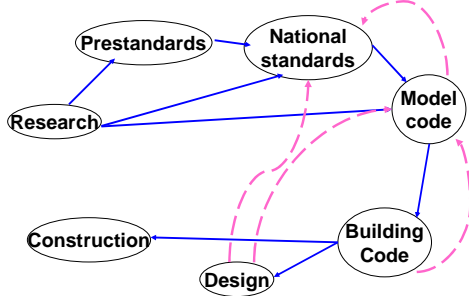 Prestandards
National
standards
Research
Model
code
Construction
Building
Code
Design